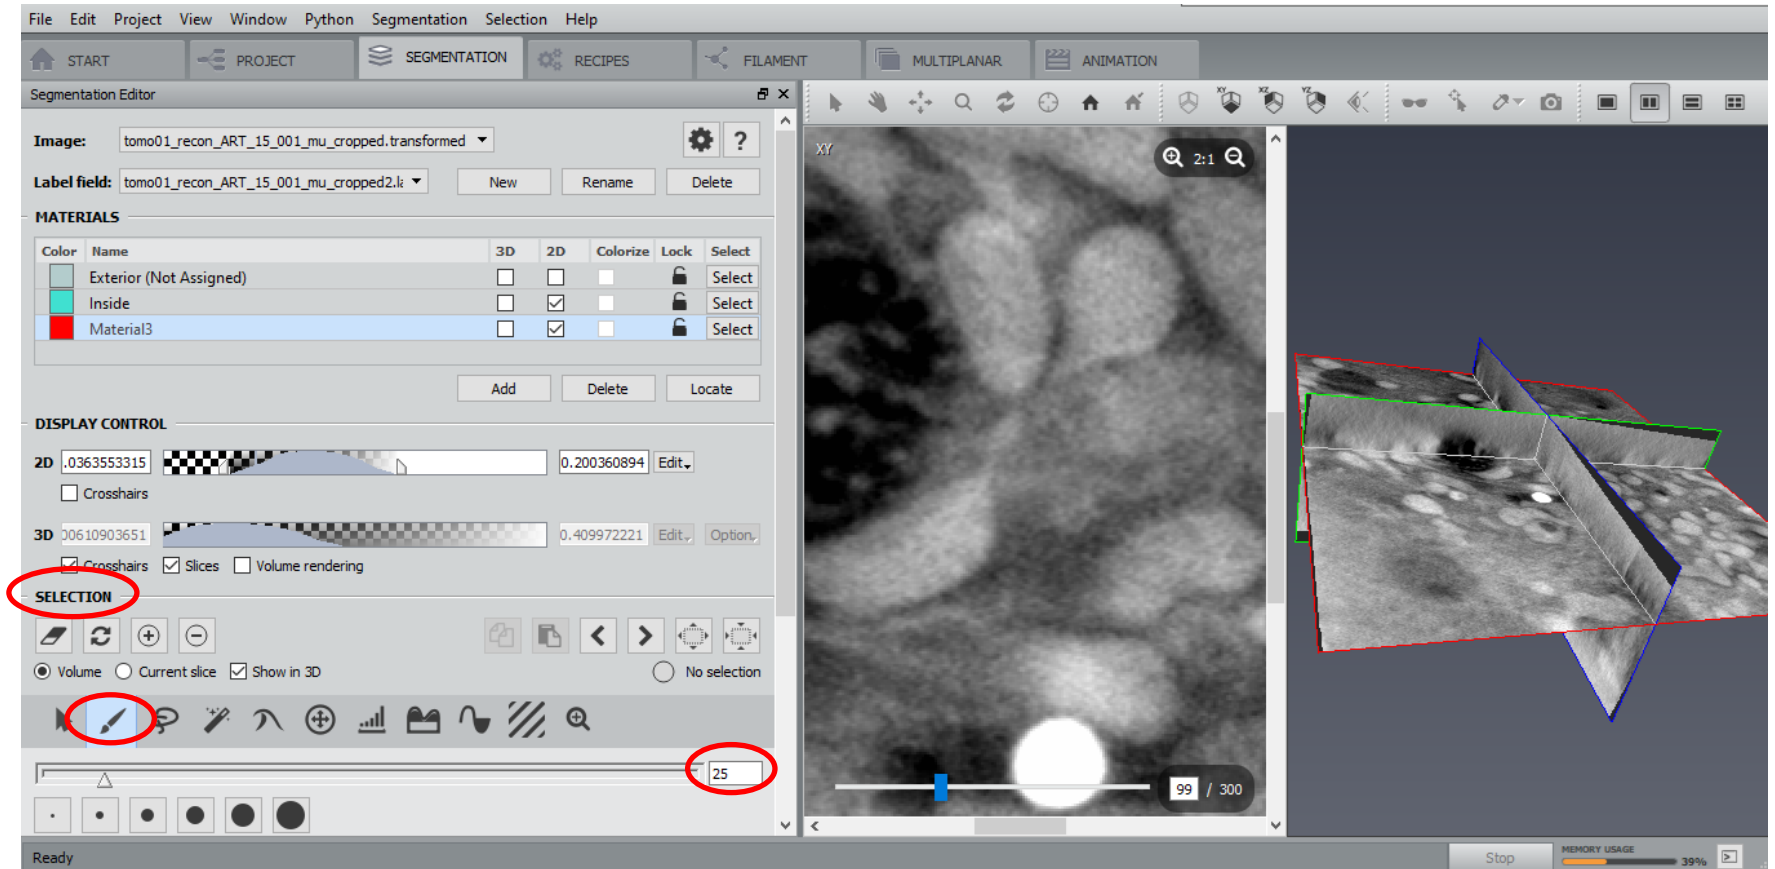 File Edit Project View Window Python Segmentation Selection Help
START PROJECT SEGMENTATION RECIPES FILAMENT MULTIPLANAR ANIMATION
Segmentation Editor
Image: tomo01_recon_ART_15_001_mu_cropped.transformed ?
Label field: tomo01_recon_ART_15_001_mu_cropped2.la New Rename Delete
MATERIALS
Color Name 3D 2D Colorize Lock Select
Exterior (Not Assigned) Select
Inside Select
Material3 Select
Add Delete Locate
DISPLAY CONTROL
2D .0363553315 0.200360894 Edit
Crosshairs
3D 00610903651 0.409972221 Edit Option
Crosshairs Slices Volume rendering
SELECTION
Volume Current slice Show in 3D No selection
25
XY XZ YZ
XY
2:1
99 / 300
Ready Stop MEMORY USAGE 39%